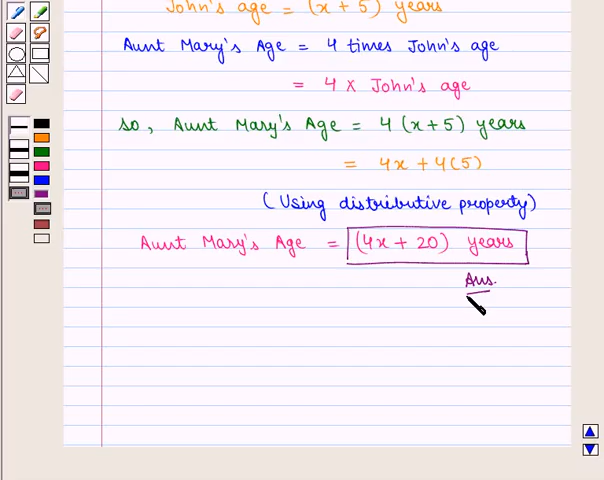 John's age = (x + 5) years
Aunt Mary's Age = 4 times John's age
= 4 X John's age
so, Aunt Mary's Age = 4 (x+5) years
= 4x + 4(5)
(Using distributive property)
Aunt Mary's Age = (4x + 20) years
Ans.